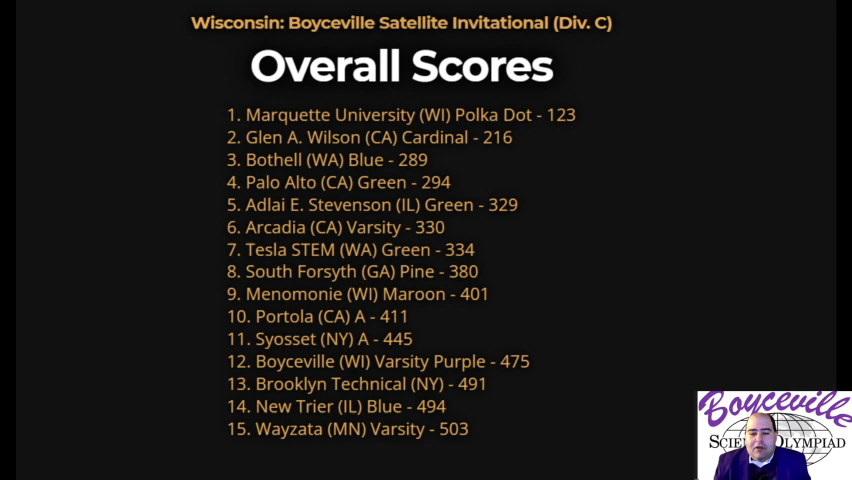 Wisconsin: Boyceville Satellite Invitational (Div. C)
Overall Scores
1. Marquette University (WI) Polka Dot - 123
2. Glen A. Wilson (CA) Cardinal - 216
3. Bothell (WA) Blue - 289
4. Palo Alto (CA) Green - 294
5. Adlai E. Stevenson (IL) Green - 329
6. Arcadia (CA) Varsity - 330
7. Tesla STEM (WA) Green - 334
8. South Forsyth (GA) Pine - 380
9. Menomonie (WI) Maroon - 401
10. Portola (CA) A - 411
11. Syosset (NY) A - 445
12. Boyceville (WI) Varsity Purple - 475
13. Brooklyn Technical (NY) - 491
14. New Trier (IL) Blue - 494
15. Wayzata (MN) Varsity - 503
Boyceville